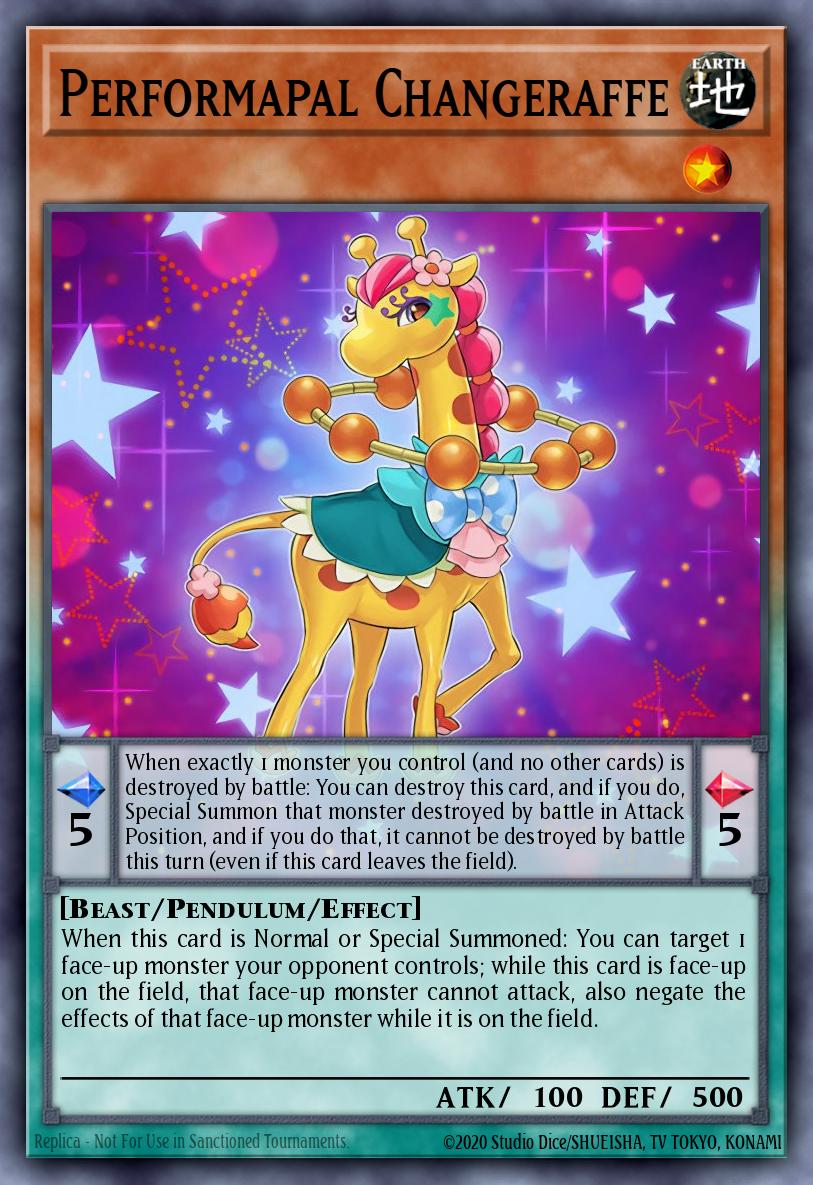 Performapal Changeraffe
EARTH
地
When exactly 1 monster you control (and no other cards) is
destroyed by battle: You can destroy this card, and if you do,
Special Summon that monster destroyed by battle in Attack
Position, and if you do that, it cannot be destroyed by battle
this turn (even if this card leaves the field).
5
5
[Beast/Pendulum/Effect]
When this card is Normal or Special Summoned: You can target 1
face-up monster your opponent controls; while this card is face-up
on the field, that face-up monster cannot attack, also negate the
effects of that face-up monster while it is on the field.
ATK/ 100 DEF/ 500
Replica - Not For Use in Sanctioned Tournaments.
©2020 Studio Dice/SHUEISHA, TV TOKYO, KONAMI